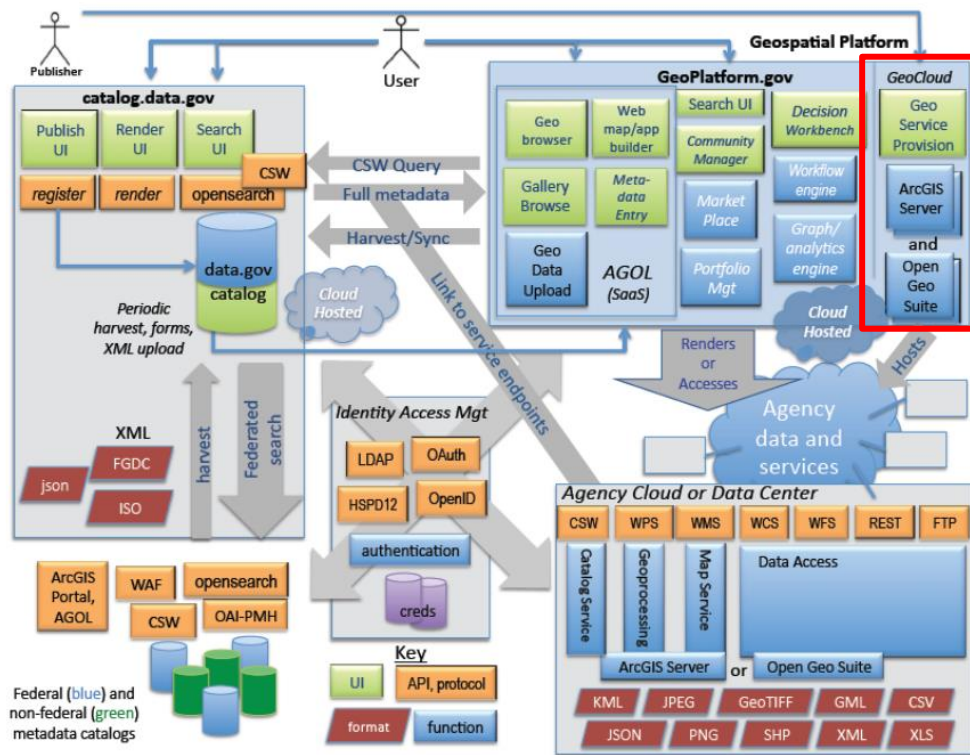 Publisher
User
Geospatial Platform
catalog.data.gov
Publish
UI
Render
UI
Search
UI
CSW
register
render
opensearch
data.gov
catalog
Periodic
harvest, forms,
XML upload
Cloud
Hosted
CSW Query
Full metadata
Harvest/Sync
Link to service endpoints
GeoPlatform.gov
Geo
browser
Web
map/app
builder
Gallery
Browse
Meta-
data
Entry
Geo
Data
Upload
AGOL
(SaaS)
Search UI
Community
Manager
Market
Place
Portfolio
Mgt
Decision
Workbench
Workflow
engine
Graph/
analytics
engine
Cloud
Hosted
GeoCloud
Geo
Service
Provision
ArcGIS
Server
and
Open
Geo
Suite
Renders
or
Accesses
Hosts
Agency
data and
services
harvest
Federated
search
XML
json
FGDC
ISO
Identity Access Mgt
LDAP
OAuth
HSPD12
OpenID
authentication
creds
Agency Cloud or Data Center
CSW
WPS
WMS
WCS
WFS
REST
FTP
Catalog Service
Geoprocessing
Map Service
Data Access
ArcGIS Server
or
Open Geo Suite
KML
JPEG
GeoTIFF
GML
CSV
JSON
PNG
SHP
XML
XLS
ArcGIS
Portal,
AGOL
WAF
opensearch
CSW
OAI-PMH
Federal (blue) and
non-federal (green)
metadata catalogs
Key
UI
API, protocol
format
function